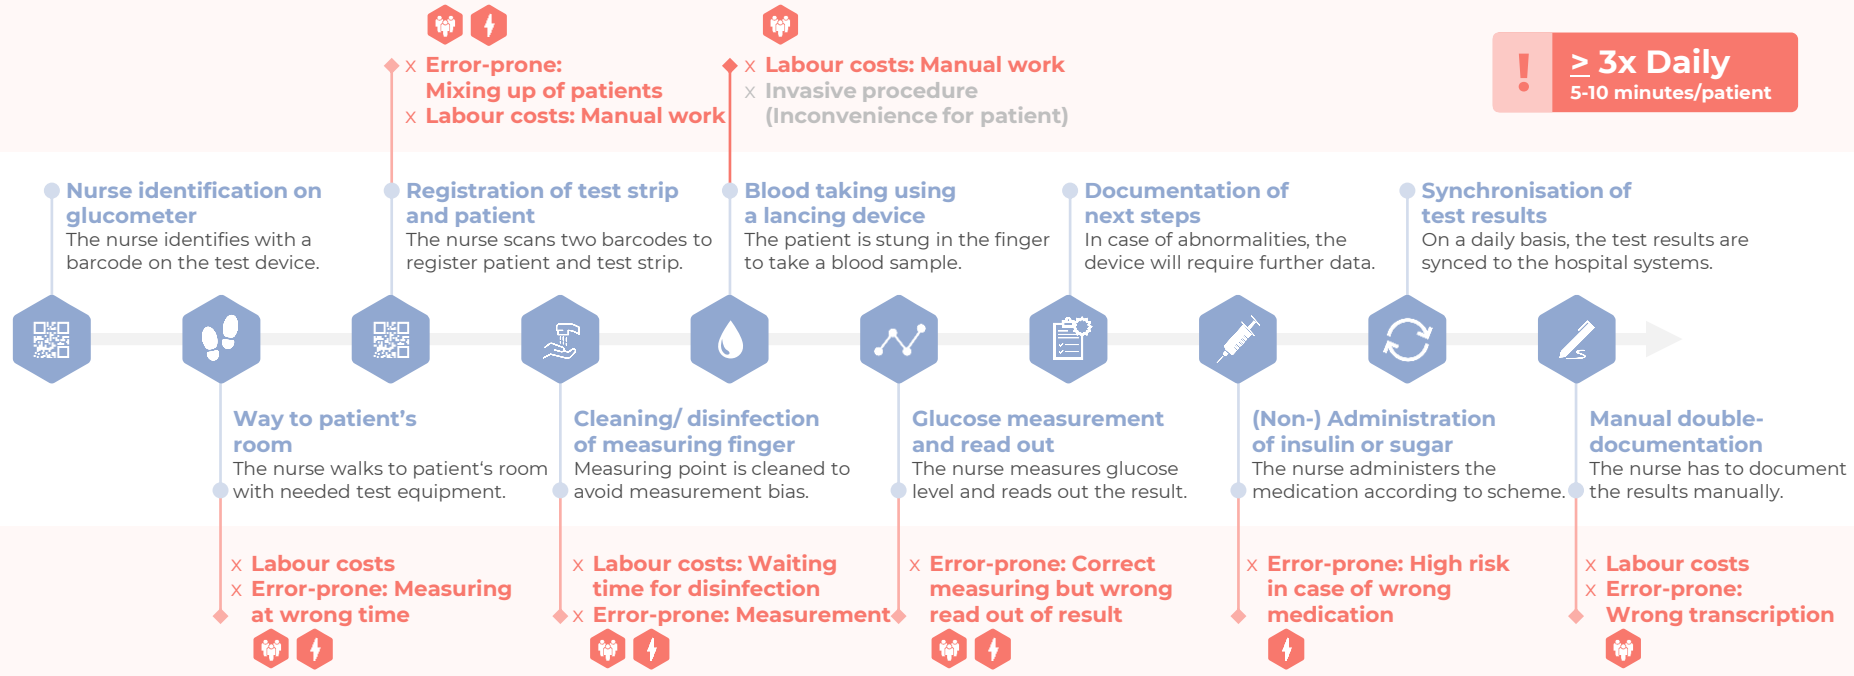 x Error-prone:
Mixing up of patients
x Labour costs: Manual work
x Labour costs: Manual work
x Invasive procedure
(Inconvenience for patient)
!
≥ 3x Daily
5-10 minutes/patient
Nurse identification on
glucometer
The nurse identifies with a
barcode on the test device.
Registration of test strip
and patient
The nurse scans two barcodes to
register patient and test strip.
Blood taking using
a lancing device
The patient is stung in the finger
to take a blood sample.
Documentation of
next steps
In case of abnormalities, the
device will require further data.
Synchronisation of
test results
On a daily basis, the test results are
synced to the hospital systems.
Way to patient’s
room
The nurse walks to patient‘s room
with needed test equipment.
Cleaning/ disinfection
of measuring finger
Measuring point is cleaned to
avoid measurement bias.
Glucose measurement
and read out
The nurse measures glucose
level and reads out the result.
(Non-) Administration
of insulin or sugar
The nurse administers the
medication according to scheme.
Manual double-
documentation
The nurse has to document
the results manually.
x Labour costs
x Error-prone: Measuring
at wrong time
x Labour costs: Waiting
time for disinfection
x Error-prone: Measurement
x Error-prone: Correct
measuring but wrong
read out of result
x Error-prone: High risk
in case of wrong
medication
x Labour costs
x Error-prone:
Wrong transcription